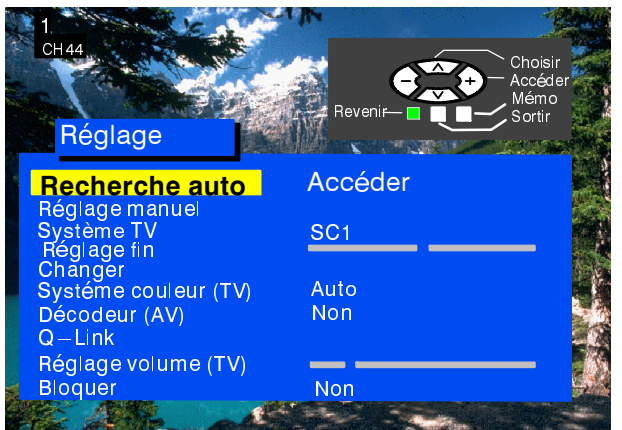 1
CH44
Choisir
Accéder
Mémo
Revenir
Sortir
Réglage
Recherche auto Accéder
Réglage manuel
Système TV SC1
Réglage fin
Changer
Systéme couleur (TV) Auto
Décodeur (AV) Non
Q–Link
Réglage volume (TV)
Bloquer Non